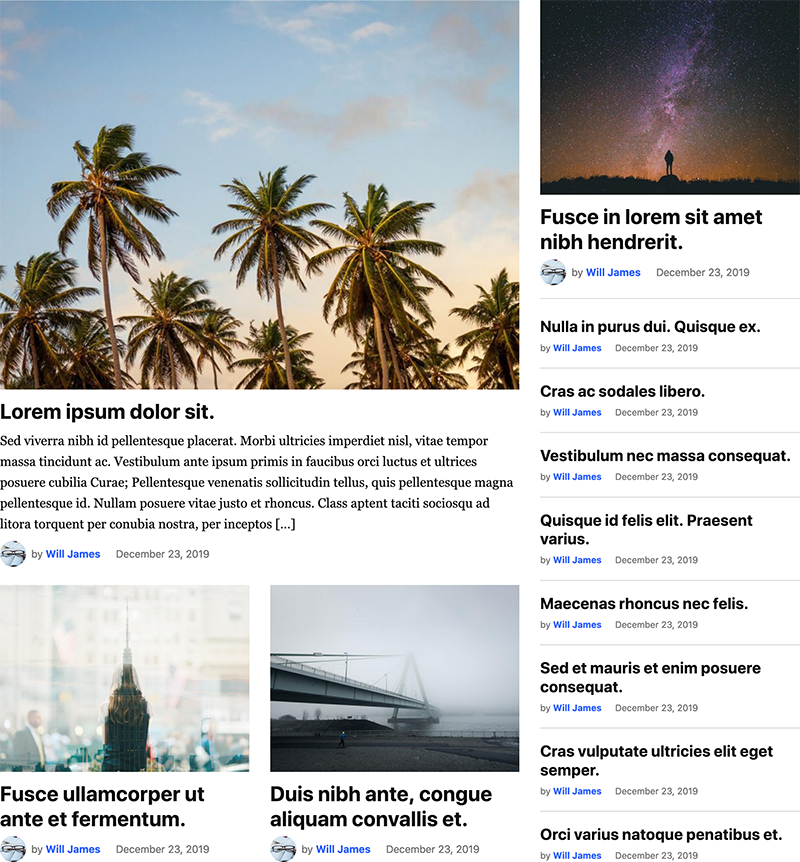 Lorem ipsum dolor sit.
Sed viverra nibh id pellentesque placerat. Morbi ultricies imperdiet nisl, vitae tempor
massa tincidunt ac. Vestibulum ante ipsum primis in faucibus orci luctus et ultrices
posuere cubilia Curae; Pellentesque venenatis sollicitudin tellus, quis pellentesque magna
pellentesque id. Nullam posuere vitae justo et rhoncus. Class aptent taciti sociosqu ad
litora torquent per conubia nostra, per inceptos [...]
by Will James December 23, 2019
Fusce ullamcorper ut
ante et fermentum.
by Will James December 23, 2019
Duis nibh ante, congue
aliquam convallis et.
by Will James December 23, 2019
Fusce in lorem sit amet
nibh hendrerit.
by Will James December 23, 2019
Nulla in purus dui. Quisque ex.
by Will James December 23, 2019
Cras ac sodales libero.
by Will James December 23, 2019
Vestibulum nec massa consequat.
by Will James December 23, 2019
Quisque id felis elit. Praesent
varius.
by Will James December 23, 2019
Maecenas rhoncus nec felis.
by Will James December 23, 2019
Sed et mauris et enim posuere
consequat.
by Will James December 23, 2019
Cras vulputate ultricies elit eget
semper.
by Will James December 23, 2019
Orci varius natoque penatibus et.
by Will James December 23, 2019